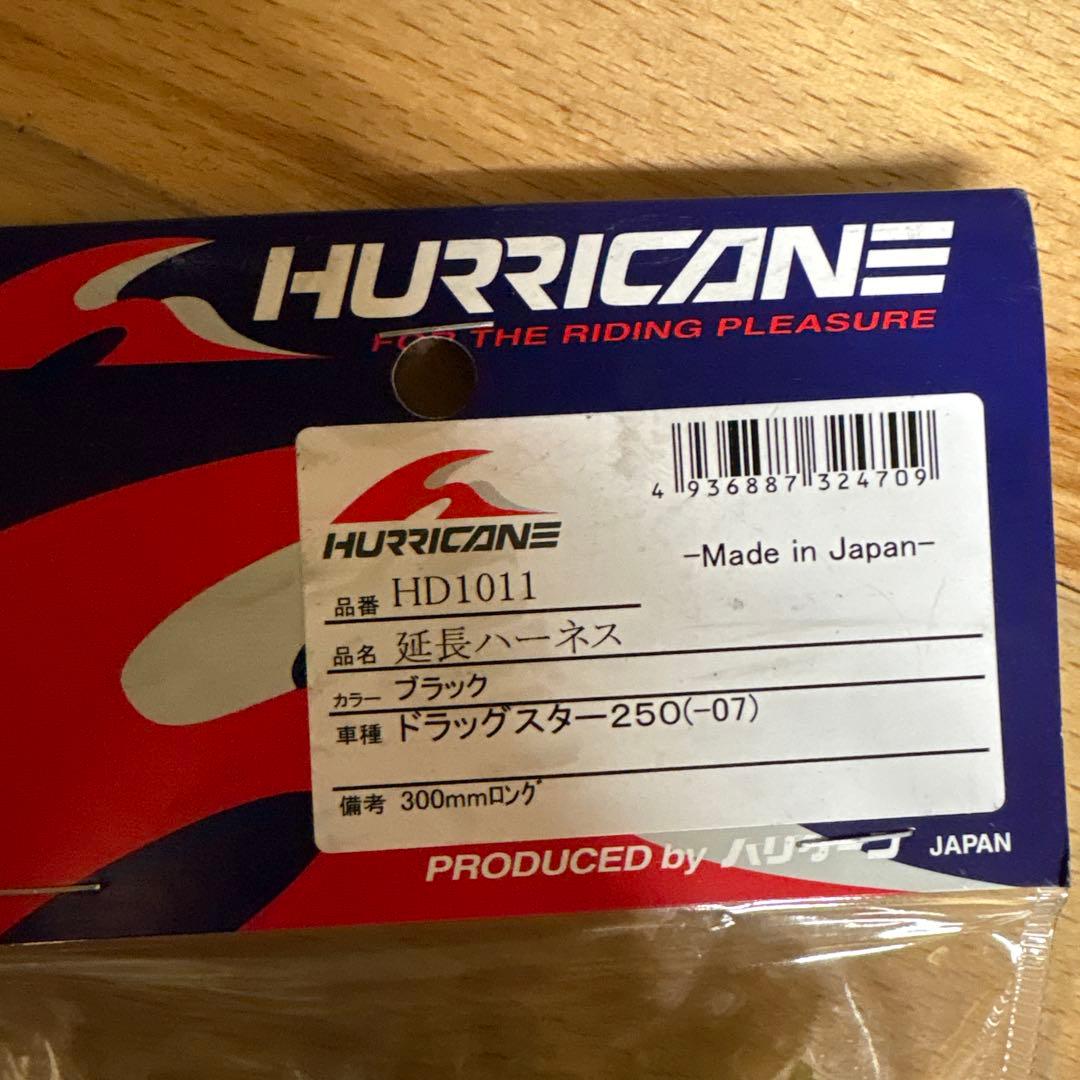 HURRICANE
FOR THE RIDING PLEASURE
4 936887 324709
HURRICANE
-Made in Japan-
品番 HD1011
品名 延長ハーネス
カラー ブラック
車種 ドラッグスター250(-07)
備考 300mmロング
PRODUCED by ハリケーン JAPAN